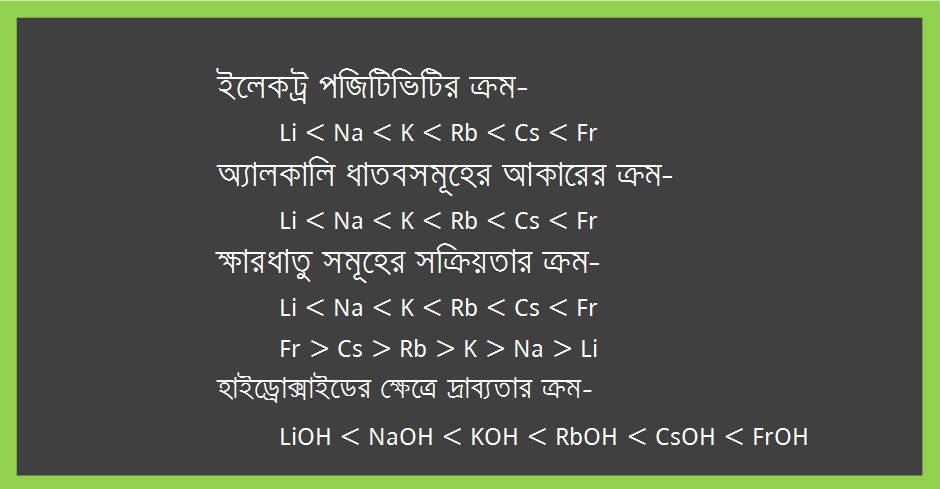 ইলেকট্র পজিটিভিটির ক্রম-
Li < Na < K < Rb < Cs < Fr
অ্যালকালি ধাতবসমূহের আকারের ক্রম-
Li < Na < K < Rb < Cs < Fr
ক্ষারধাতু সমূহের সক্রিয়তার ক্রম-
Li < Na < K < Rb < Cs < Fr
Fr > Cs > Rb > K > Na > Li
হাইড্রোক্সাইডের ক্ষেত্রে দ্রাব্যতার ক্রম-
LiOH < NaOH < KOH < RbOH < CsOH < FrOH